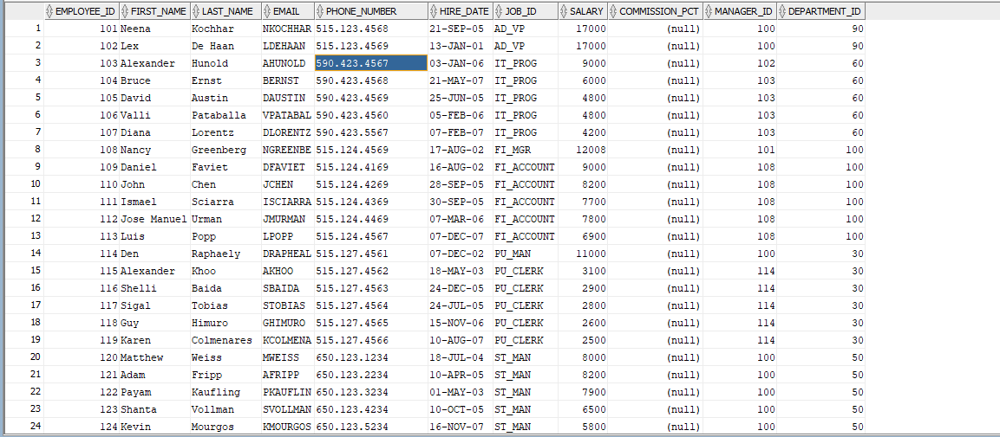 EMPLOYEE_ID FIRST_NAME LAST_NAME EMAIL PHONE_NUMBER HIRE_DATE JOB_ID SALARY COMMISSION_PCT MANAGER_ID DEPARTMENT_ID
1 101 Neena Kochhar NKOCHHAR 515.123.4568 21-SEP-05 AD_VP 17000 (null) 100 90
2 102 Lex De Haan LDEHAAN 515.123.4569 13-JAN-01 AD_VP 17000 (null) 100 90
3 103 Alexander Hunold AHUNOLD 590.423.4567 03-JAN-06 IT_PROG 9000 (null) 102 60
4 104 Bruce Ernst BERNST 590.423.4568 21-MAY-07 IT_PROG 6000 (null) 103 60
5 105 David Austin DAUSTIN 590.423.4569 25-JUN-05 IT_PROG 4800 (null) 103 60
6 106 Valli Pataballa VPATABAL 590.423.4560 05-FEB-06 IT_PROG 4800 (null) 103 60
7 107 Diana Lorentz DLORENTZ 590.423.5567 07-FEB-07 IT_PROG 4200 (null) 103 60
8 108 Nancy Greenberg NGREENBE 515.124.4569 17-AUG-02 FI_MGR 12008 (null) 101 100
9 109 Daniel Faviet DFAVIET 515.124.4169 16-AUG-02 FI_ACCOUNT 9000 (null) 108 100
10 110 John Chen JCHEN 515.124.4269 28-SEP-05 FI_ACCOUNT 8200 (null) 108 100
11 111 Ismael Sciarra ISCIARRA 515.124.4369 30-SEP-05 FI_ACCOUNT 7700 (null) 108 100
12 112 Jose Manuel Urman JMURMAN 515.124.4469 07-MAR-06 FI_ACCOUNT 7800 (null) 108 100
13 113 Luis Popp LPOPP 515.124.4567 07-DEC-07 FI_ACCOUNT 6900 (null) 108 100
14 114 Den Raphaely DRAPHEAL 515.127.4561 07-DEC-02 PU_MAN 11000 (null) 100 30
15 115 Alexander Khoo AKHOO 515.127.4562 18-MAY-03 PU_CLERK 3100 (null) 114 30
16 116 Shelli Baida SBAIDA 515.127.4563 24-DEC-05 PU_CLERK 2900 (null) 114 30
17 117 Sigal Tobias STOBIAS 515.127.4564 24-JUL-05 PU_CLERK 2800 (null) 114 30
18 118 Guy Himuro GHIMURO 515.127.4565 15-NOV-06 PU_CLERK 2600 (null) 114 30
19 119 Karen Colmenares KCOLMENA 515.127.4566 10-AUG-07 PU_CLERK 2500 (null) 114 30
20 120 Matthew Weiss MWEISS 650.123.1234 18-JUL-04 ST_MAN 8000 (null) 100 50
21 121 Adam Fripp AFRIPP 650.123.2234 10-APR-05 ST_MAN 8200 (null) 100 50
22 122 Payam Kaufling PKAUFLIN 650.123.3234 01-MAY-03 ST_MAN 7900 (null) 100 50
23 123 Shanta Vollman SVOLLMAN 650.123.4234 10-OCT-05 ST_MAN 6500 (null) 100 50
24 124 Kevin Mourgos KMOURGOS 650.123.5234 16-NOV-07 ST_MAN 5800 (null) 100 50